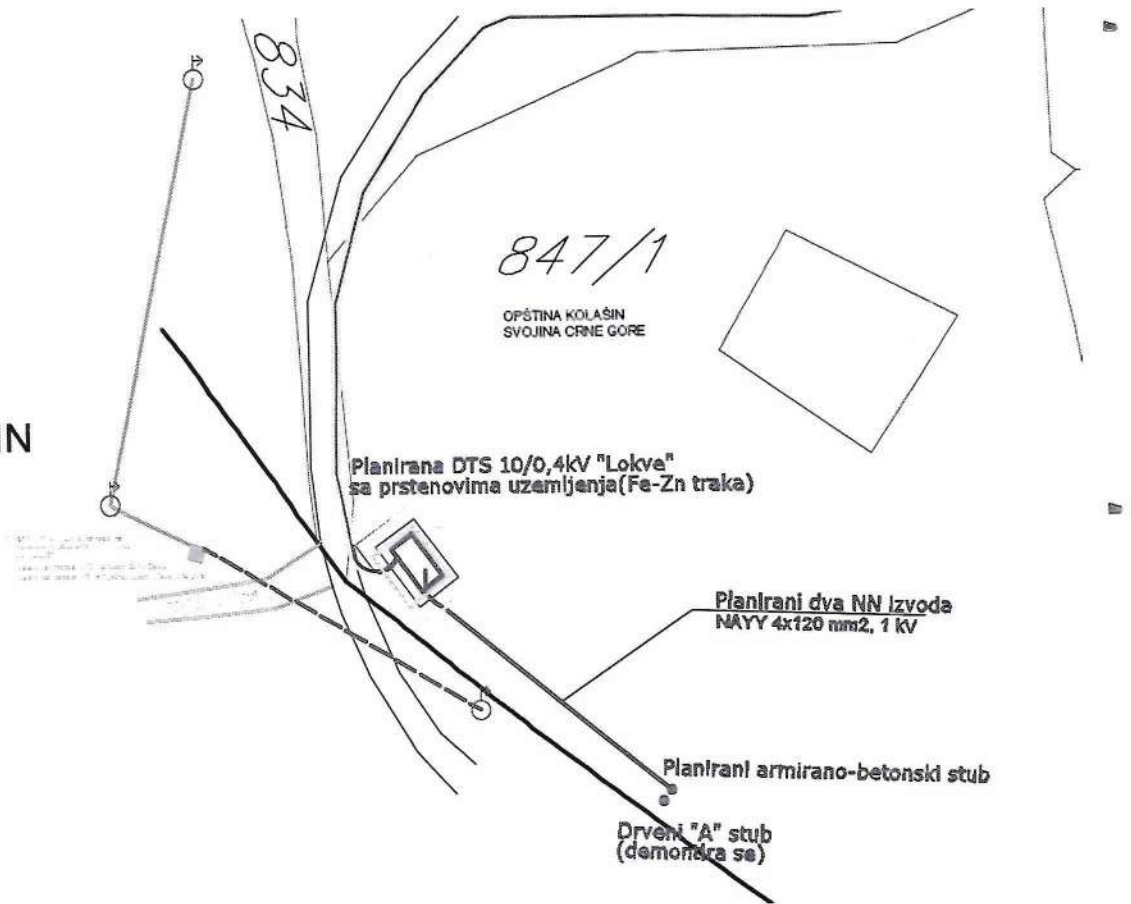 834
847/1
OPŠTINA KOLAŠIN
SVOJINA CRNE GORE
IN
Planirana DTS 10/0,4kV "Lokve"
sa prstenovima uzemljenja(Fe-Zn traka)
Planirani dva NN izvoda
NAYY 4x120 mm2, 1 kV
Planirani armirano-betonski stub
Drveni "A" stub
(demontira se)